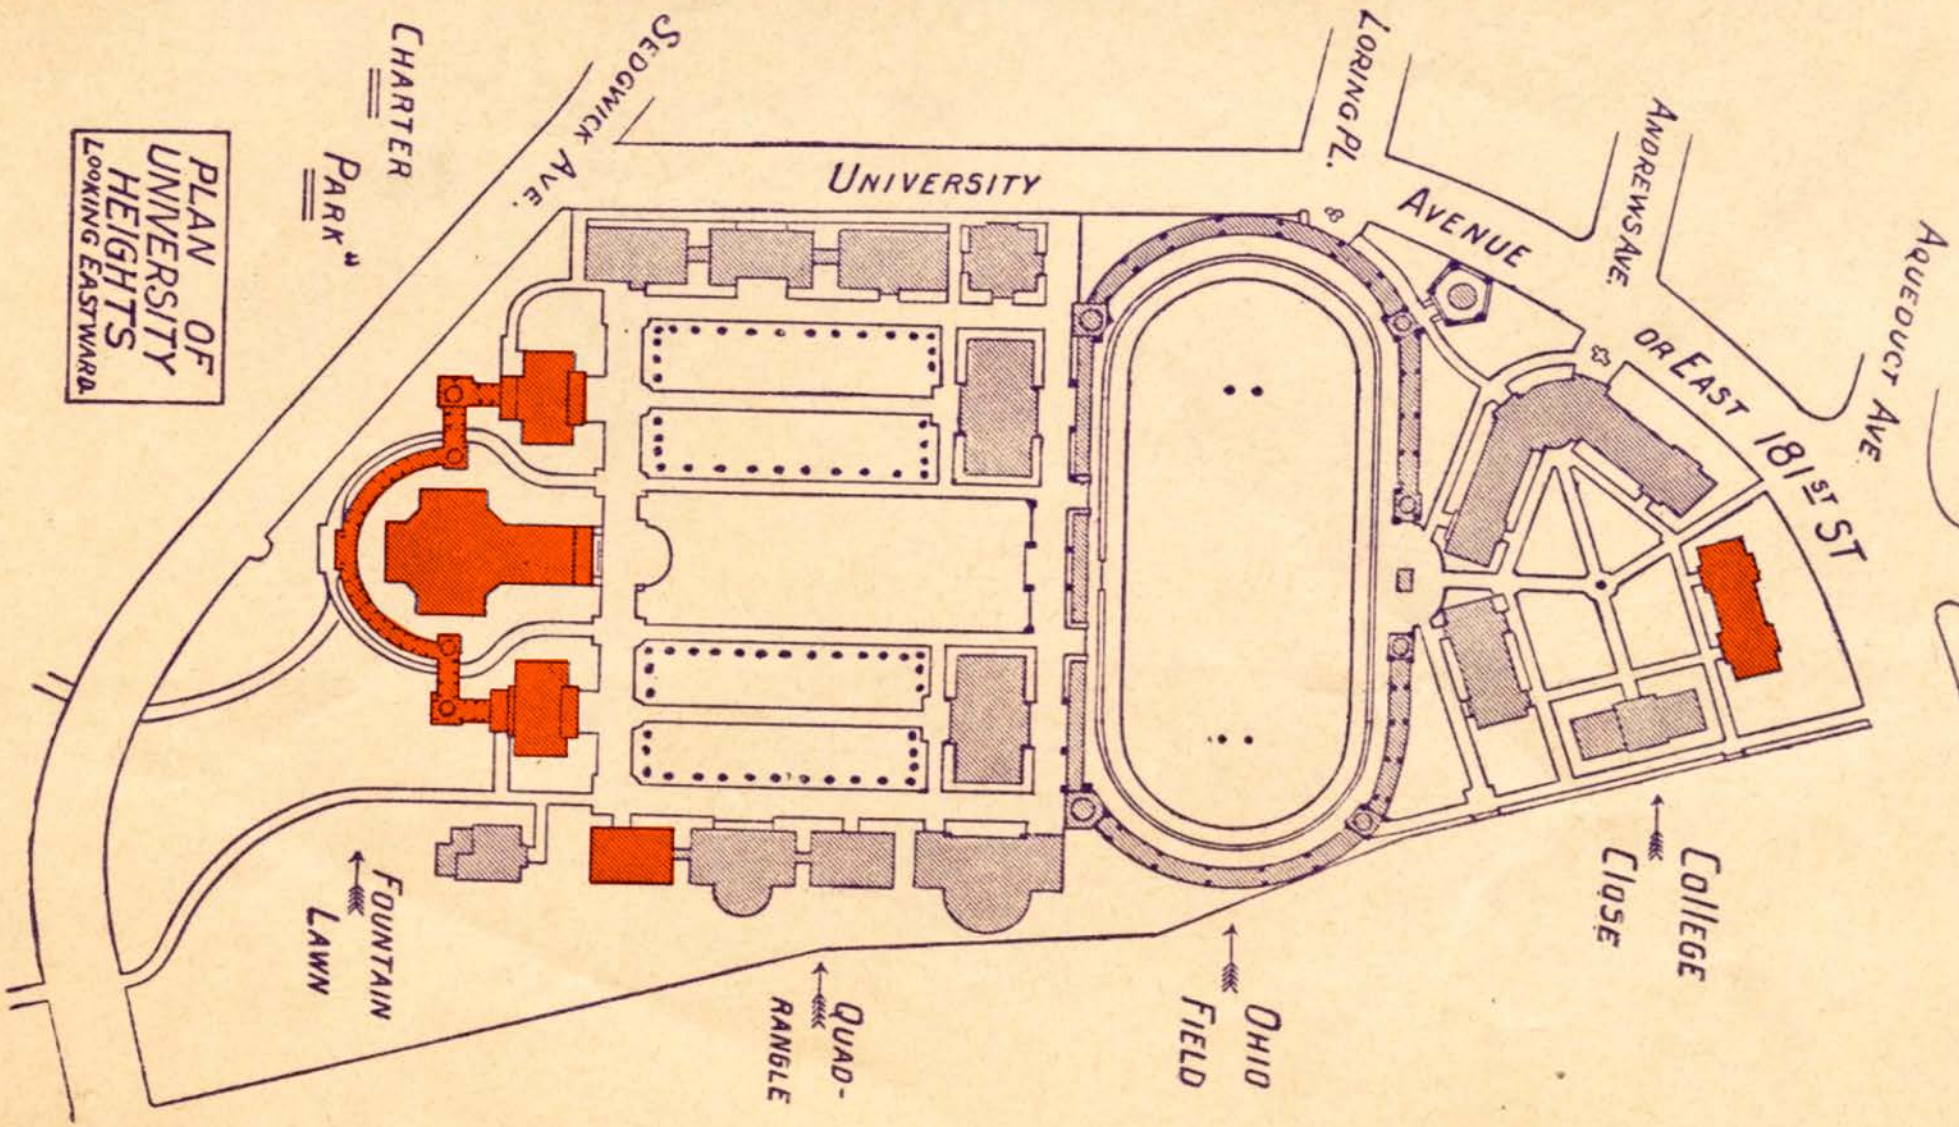 PLAN OF
UNIVERSITY
HEIGHTS
LOOKING EASTWARD.
CHARTER
PARK"
SEDGWICK AVE.
UNIVERSITY
AVENUE
OR EAST 181ST ST
LORING PL.
ANDREWS AVE.
AQUEDUCT AVE
COLLEGE
CLOSE
OHIO
FIELD
QUAD-
RANGLE
FOUNTAIN
LAWN